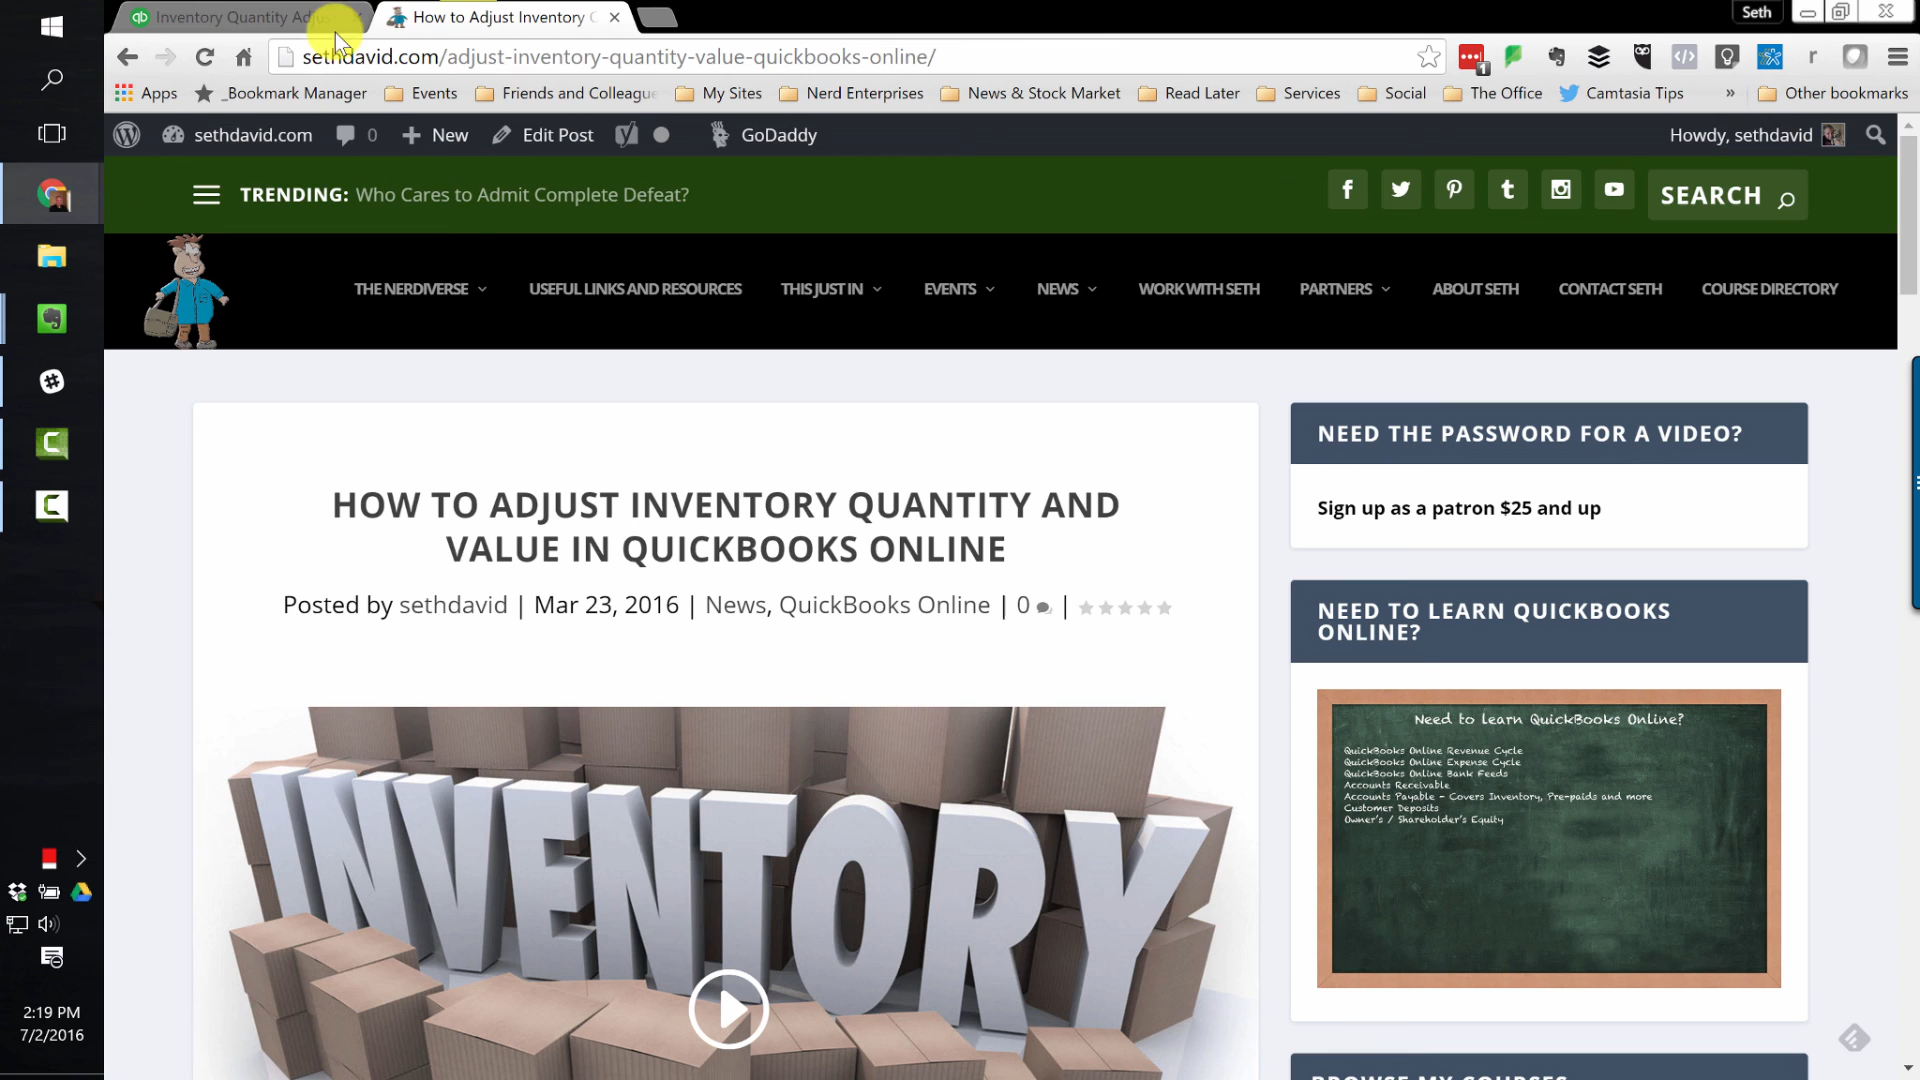 Inventory Quantity Adju
How to Adjust Inventory
Seth
sethdavid.com/adjust-inventory-quantity-value-quickbooks-online/
1
Apps
_Bookmark Manager
Events
Friends and Colleague
My Sites
Nerd Enterprises
News & Stock Market
Read Later
Services
Social
The Office
Camtasia Tips
»
Other bookmarks
sethdavid.com
0
New
Edit Post
GoDaddy
Howdy, sethdavid
TRENDING: Who Cares to Admit Complete Defeat?
SEARCH
THE NERDIVERSE
USEFUL LINKS AND RESOURCES
THIS JUST IN
EVENTS
NEWS
WORK WITH SETH
PARTNERS
ABOUT SETH
CONTACT SETH
COURSE DIRECTORY
HOW TO ADJUST INVENTORY QUANTITY AND
VALUE IN QUICKBOOKS ONLINE
Posted by sethdavid | Mar 23, 2016 | News, QuickBooks Online | 0 |
INVENTORY
NEED THE PASSWORD FOR A VIDEO?
Sign up as a patron $25 and up
NEED TO LEARN QUICKBOOKS
ONLINE?
Need to learn QuickBooks Online?
QuickBooks Online Revenue Cycle
QuickBooks Online Expense Cycle
QuickBooks Online Bank Feeds
Accounts Receivable
Accounts Payable - Covers Inventory, Pre-paids and more
Customer Deposits
Owner's / Shareholder's Equity
BROWSE MY COURSES
2:19 PM
7/2/2016